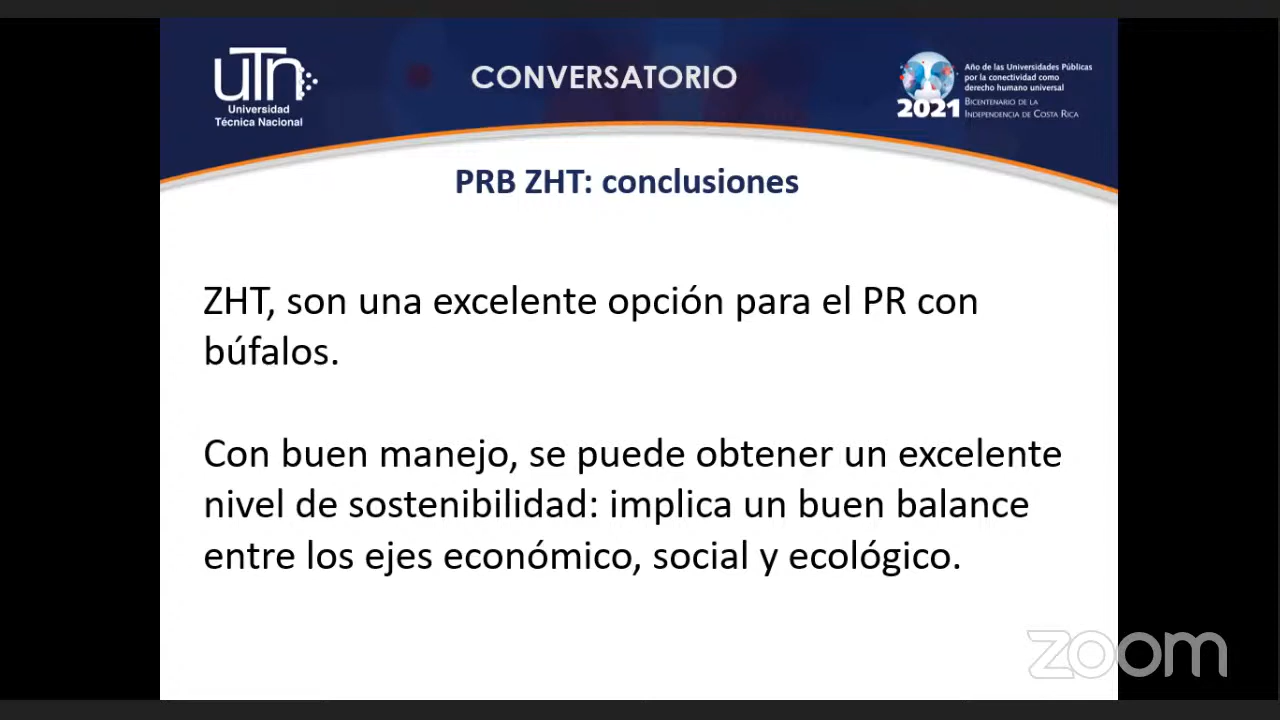 UTN
Universidad
Técnica Nacional
CONVERSATORIO
2021
Año de las Universidades Públicas
por la conectividad como
derecho humano universal
BICENTENARIO DE LA
INDEPENDENCIA DE COSTA RICA
PRB ZHT: conclusiones
ZHT, son una excelente opción para el PR con
búfalos.
Con buen manejo, se puede obtener un excelente
nivel de sostenibilidad: implica un buen balance
entre los ejes económico, social y ecológico.
zoom